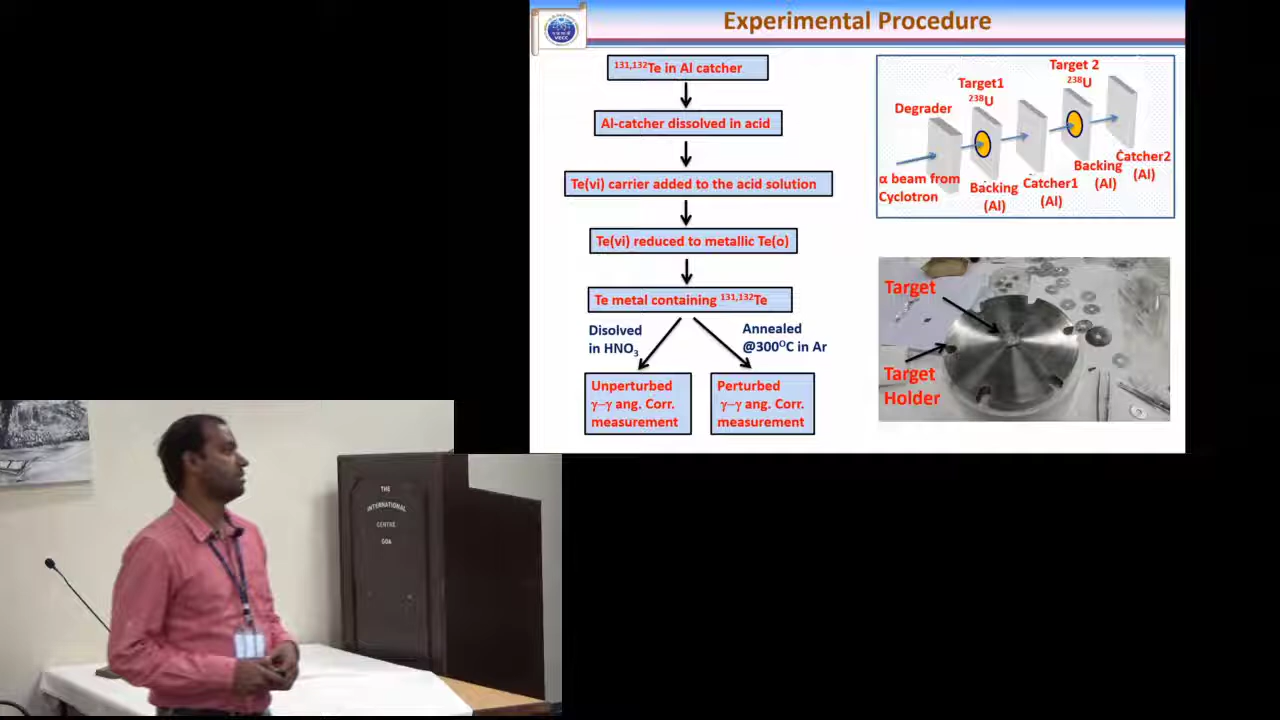 Experimental Procedure
VECC
131,132Te in Al catcher
Al-catcher dissolved in acid
Te(vi) carrier added to the acid solution
Te(vi) reduced to metallic Te(o)
Te metal containing 131,132Te
Disolved
in HNO3
Annealed
@300OC in Ar
Unperturbed
γ–γ ang. Corr.
measurement
Perturbed
γ–γ ang. Corr.
measurement
Target 2
238U
Target1
238U
Degrader
α beam from
Cyclotron
Backing
(Al)
Catcher1
(Al)
Backing
(Al)
Catcher2
(Al)
Target
Target
Holder
THE
INTERNATIONAL
CENTRE
GOA